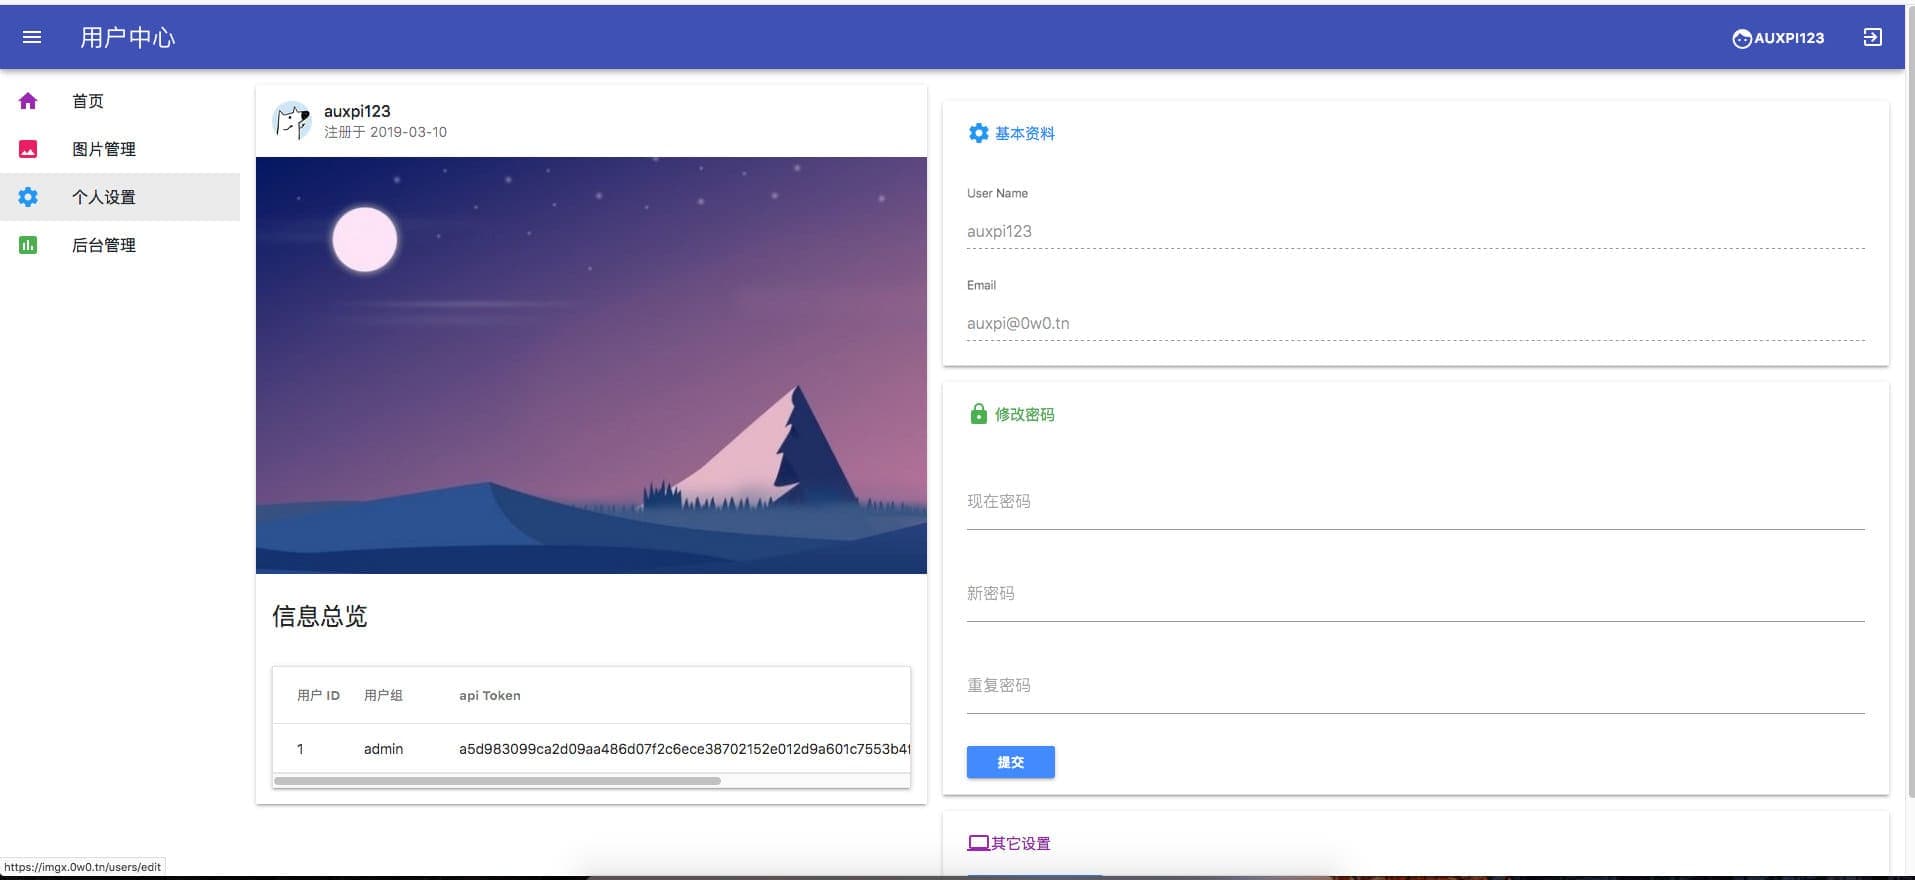 用户中心
AUXPI123
首页
图片管理
个人设置
后台管理
auxpi123
注册于 2019-03-10
信息总览
用户 ID 用户组 api Token
1 admin a5d983099ca2d09aa486d07f2c6ece38702152e012d9a601c7553b4f
基本资料
User Name
auxpi123
Email
auxpi@0w0.tn
修改密码
现在密码
新密码
重复密码
提交
其它设置
https://imgx.0w0.tn/users/edit